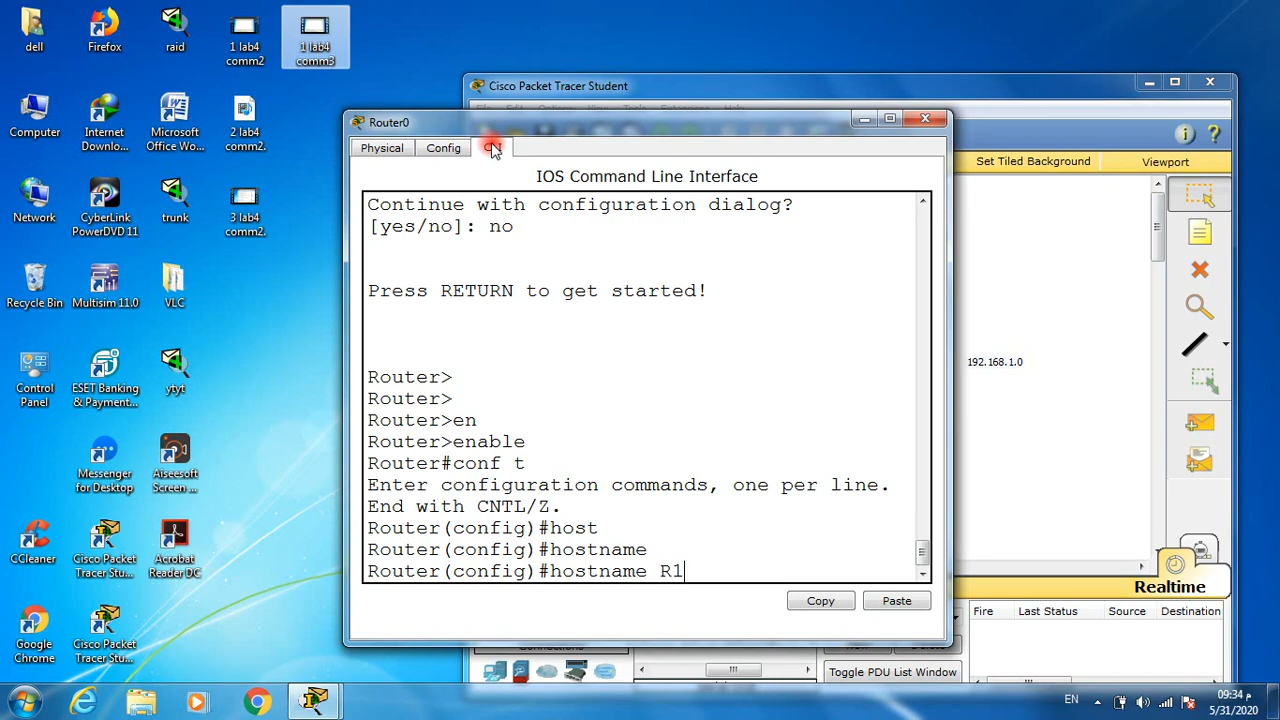 dell
Firefox
raid
1 lab4
comm2
1 lab4
comm3
Computer
Internet
Downlo...
Microsoft
Office Wo...
2 lab4
comm2.
Network
CyberLink
PowerDVD 11
trunk
3 lab4
comm2.
Recycle Bin
Multisim 11.0
VLC
Control
Panel
ESET Banking
& Payment...
ytyt
Messenger
for Desktop
Aiseesoft
Screen ...
CCleaner
Cisco Packet
Tracer Stu...
Acrobat
Reader DC
Google
Chrome
Cisco Packet
Tracer Stu...
Cisco Packet Tracer Student
Router0
Physical
Config
IOS Command Line Interface
Continue with configuration dialog?
[yes/no]: no
Press RETURN to get started!
Router>
Router>
Router>en
Router>enable
Router#conf t
Enter configuration commands, one per line.
End with CNTL/Z.
Router(config)#host
Router(config)#hostname
Router(config)#hostname R1
Copy
Paste
Set Tiled Background
Viewport
192.168.1.0
Realtime
Fire
Last Status
Source
Destination
Toggle PDU List Window
EN
09:34 م
5/31/2020